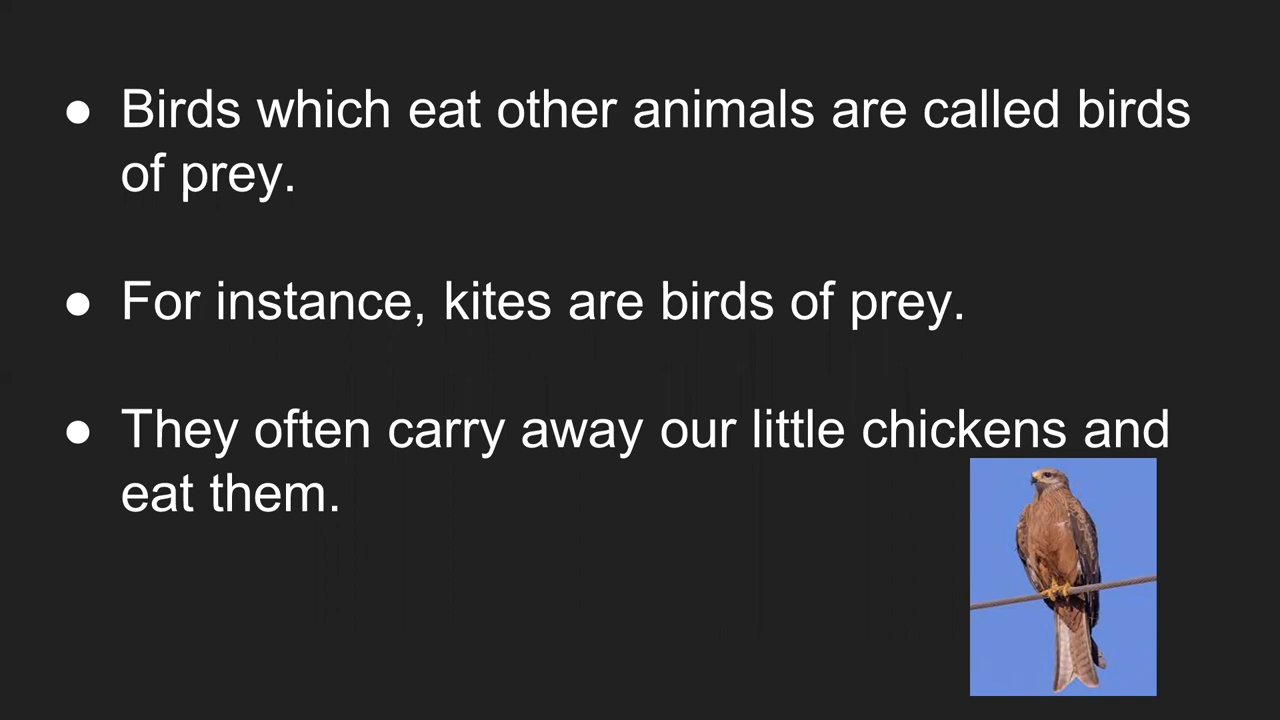 ● Birds which eat other animals are called birds
of prey.
● For instance, kites are birds of prey.
● They often carry away our little chickens and
eat them.